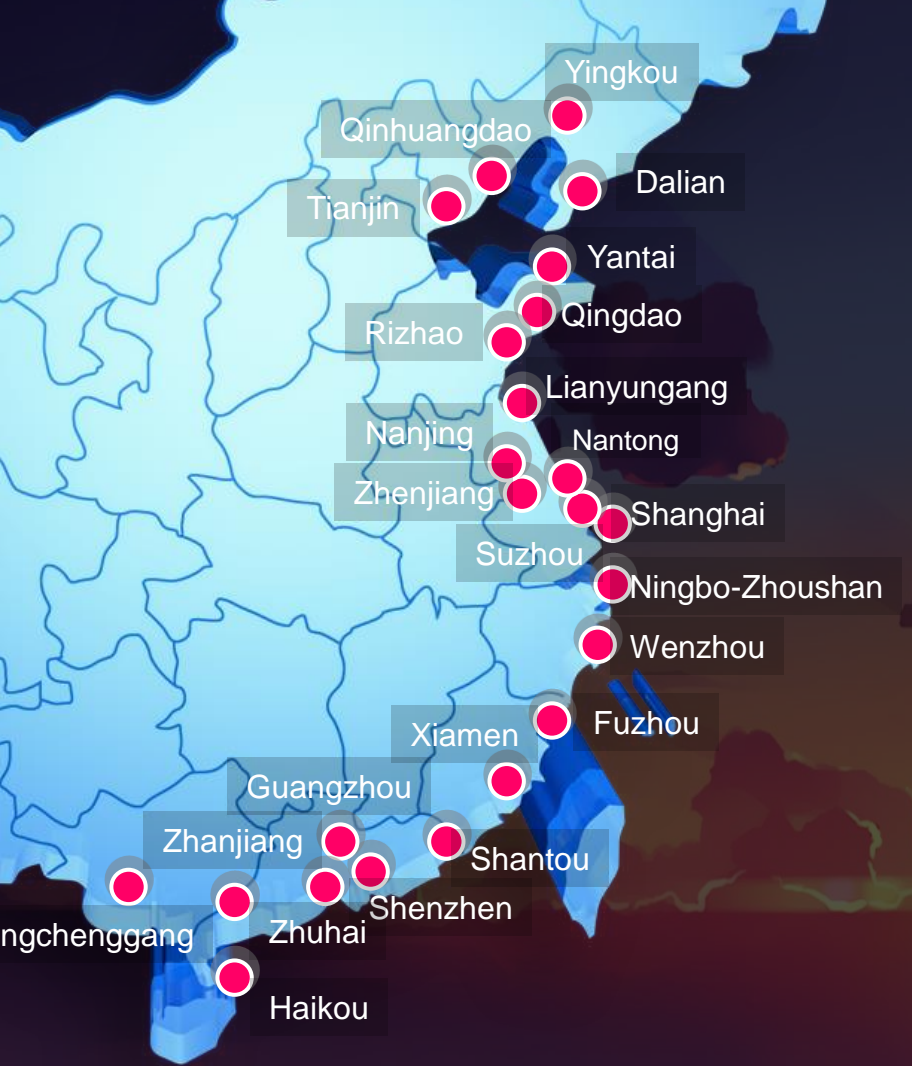 Yingkou
Qinhuangdao
Dalian
Tianjin
Yantai
Qingdao
Rizhao
Lianyungang
Nanjing
Nantong
Zhenjiang
Shanghai
Suzhou
Ningbo-Zhoushan
Wenzhou
Fuzhou
Xiamen
Guangzhou
Zhanjiang
Shantou
Shenzhen
Zhuhai
ngchenggang
Haikou